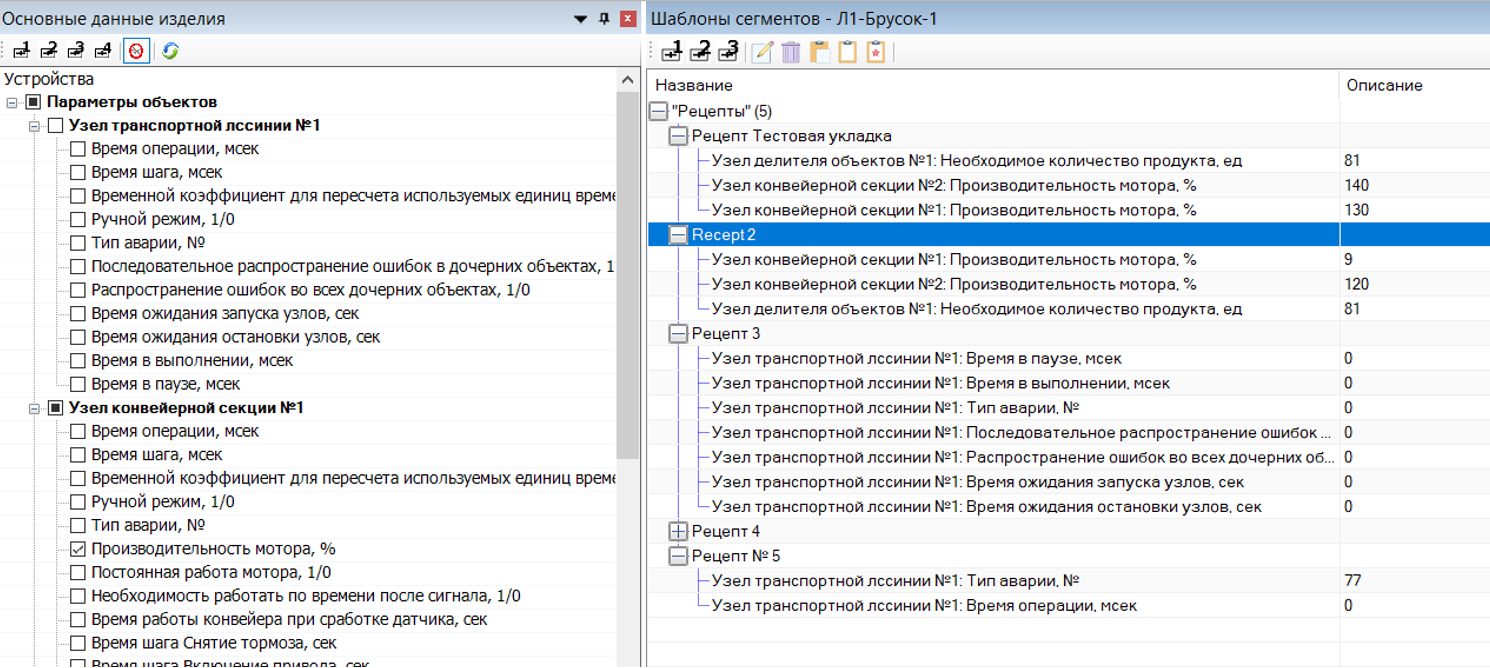 Основные данные изделия
1 2 3 4
Устройства
Параметры объектов
Узел транспортной лссинии №1
Время операции, мсек
Время шага, мсек
Временной коэффициент для пересчета используемых единиц време
Ручной режим, 1/0
Тип аварии, №
Последовательное распространение ошибок в дочерних объектах, 1
Распространение ошибок во всех дочерних объектах, 1/0
Время ожидания запуска узлов, сек
Время ожидания остановки узлов, сек
Время в выполнении, мсек
Время в паузе, мсек
Узел конвейерной секции №1
Время операции, мсек
Время шага, мсек
Временной коэффициент для пересчета используемых единиц време
Ручной режим, 1/0
Тип аварии, №
Производительность мотора, %
Постоянная работа мотора, 1/0
Необходимость работать по времени после сигнала, 1/0
Время работы конвейера при сработке датчика, сек
Время шага Снятие тормоза, сек
Время шага Включение привода, сек
Шаблоны сегментов - Л1-Брусок-1
1 2 3
Название Описание
"Рецепты" (5)
Рецепт Тестовая укладка
Узел делителя объектов №1: Необходимое количество продукта, ед 81
Узел конвейерной секции №2: Производительность мотора, % 140
Узел конвейерной секции №1: Производительность мотора, % 130
Recept 2
Узел конвейерной секции №1: Производительность мотора, % 9
Узел конвейерной секции №2: Производительность мотора, % 120
Узел делителя объектов №1: Необходимое количество продукта, ед 81
Рецепт 3
Узел транспортной лссинии №1: Время в паузе, мсек 0
Узел транспортной лссинии №1: Время в выполнении, мсек 0
Узел транспортной лссинии №1: Тип аварии, № 0
Узел транспортной лссинии №1: Последовательное распространение ошибок ... 0
Узел транспортной лссинии №1: Распространение ошибок во всех дочерних об... 0
Узел транспортной лссинии №1: Время ожидания запуска узлов, сек 0
Узел транспортной лссинии №1: Время ожидания остановки узлов, сек 0
Рецепт 4
Рецепт № 5
Узел транспортной лссинии №1: Тип аварии, № 77
Узел транспортной лссинии №1: Время операции, мсек 0